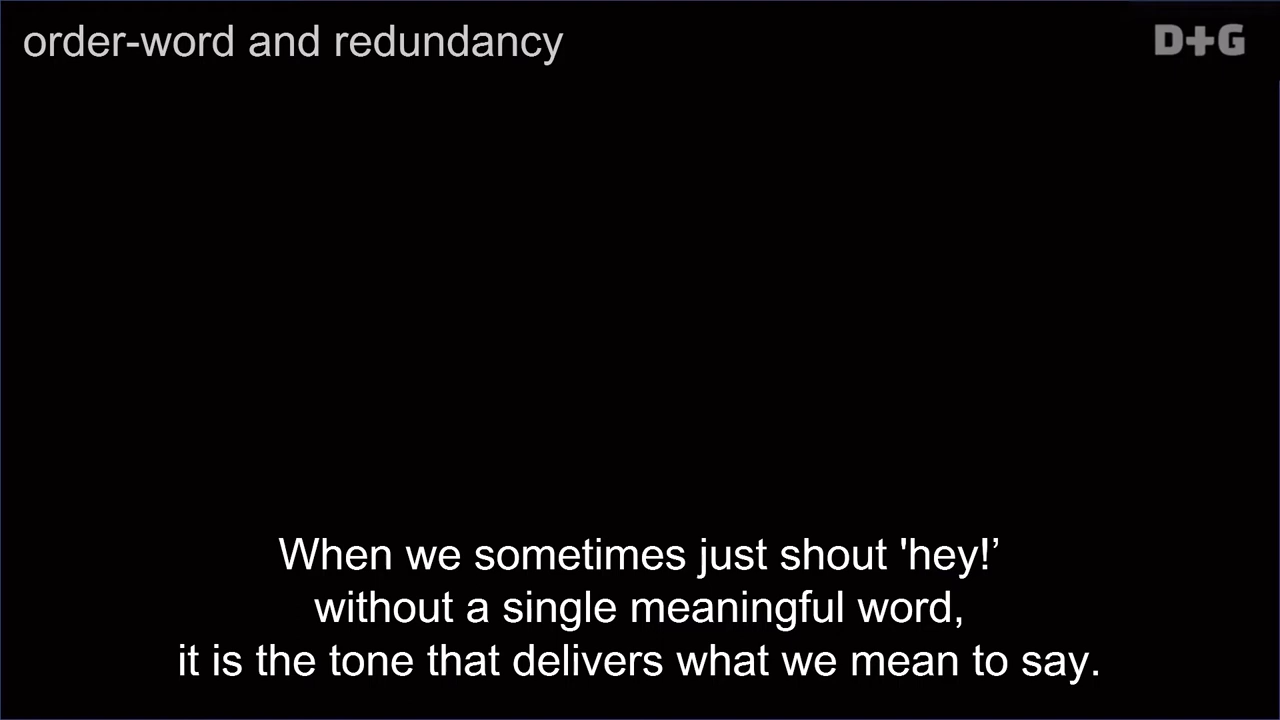 order-word and redundancy
D+G
When we sometimes just shout 'hey!’
without a single meaningful word,
it is the tone that delivers what we mean to say.